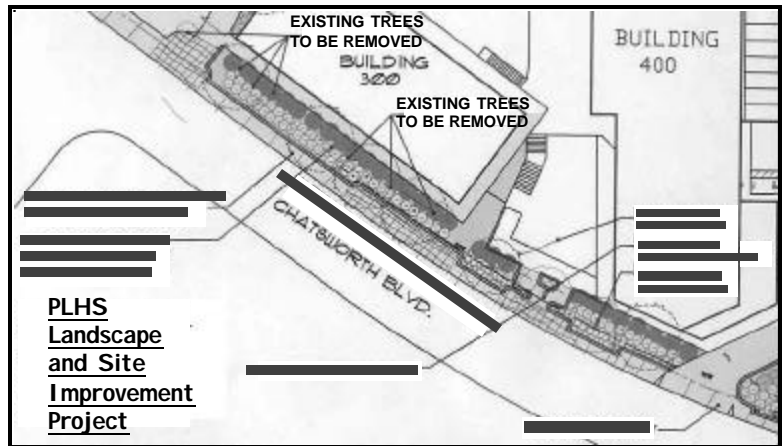 EXISTING TREES
TO BE REMOVED
BUILDING
300
BUILDING
400
EXISTING TREES
TO BE REMOVED
CHATSWORTH BLVD.
PLHS
Landscape
and Site
Improvement
Project